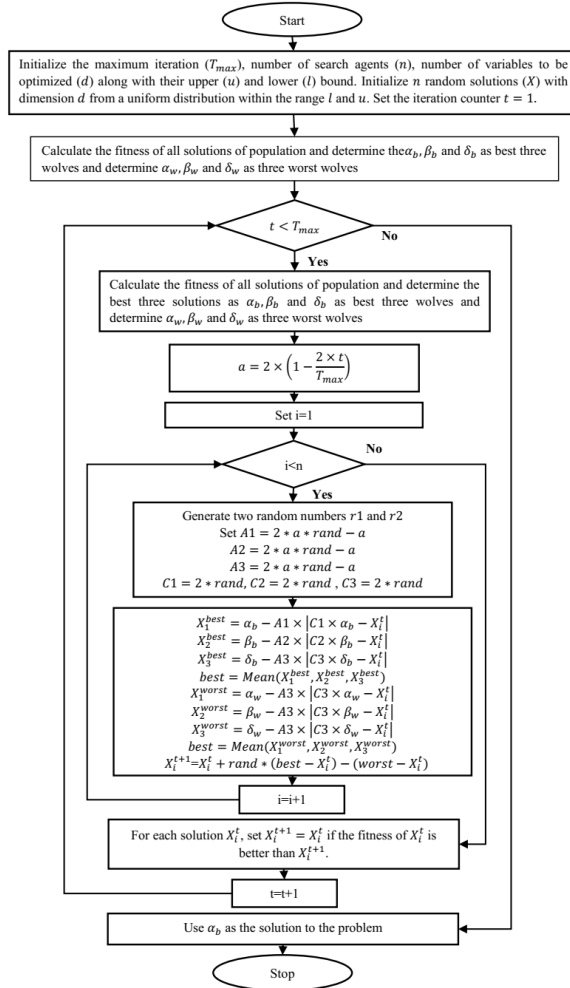 Start
Initialize the maximum iteration (T_max), number of search agents (n), number of variables to be
optimized (d) along with their upper (u) and lower (l) bound. Initialize n random solutions (X) with
dimension d from a uniform distribution within the range l and u. Set the iteration counter t = 1.
Calculate the fitness of all solutions of population and determine theα_b, β_b and δ_b as best three
wolves and determine α_w, β_w and δ_w as three worst wolves
t < T_max
No
Yes
Calculate the fitness of all solutions of population and determine the
best three solutions as α_b, β_b and δ_b as best three wolves and
determine α_w, β_w and δ_w as three worst wolves
a = 2 × (1 − (2 × t)/T_max)
Set i=1
No
i<n
Yes
Generate two random numbers r1 and r2
Set A1 = 2 * a * rand − a
A2 = 2 * a * rand − a
A3 = 2 * a * rand − a
C1 = 2 * rand, C2 = 2 * rand , C3 = 2 * rand
X_1^best = α_b − A1 × |C1 × α_b − X_i^t|
X_2^best = β_b − A2 × |C2 × β_b − X_i^t|
X_3^best = δ_b − A3 × |C3 × δ_b − X_i^t|
best = Mean(X_1^best, X_2^best, X_3^best)
X_1^worst = α_w − A3 × |C3 × α_w − X_i^t|
X_2^worst = β_w − A3 × |C3 × β_w − X_i^t|
X_3^worst = δ_w − A3 × |C3 × δ_w − X_i^t|
best = Mean(X_1^worst, X_2^worst, X_3^worst)
X_i^t+1=X_i^t + rand * (best − X_i^t) − (worst − X_i^t)
i=i+1
For each solution X_i^t, set X_i^t+1 = X_i^t if the fitness of X_i^t is
better than X_i^t+1.
t=t+1
Use α_b as the solution to the problem
Stop